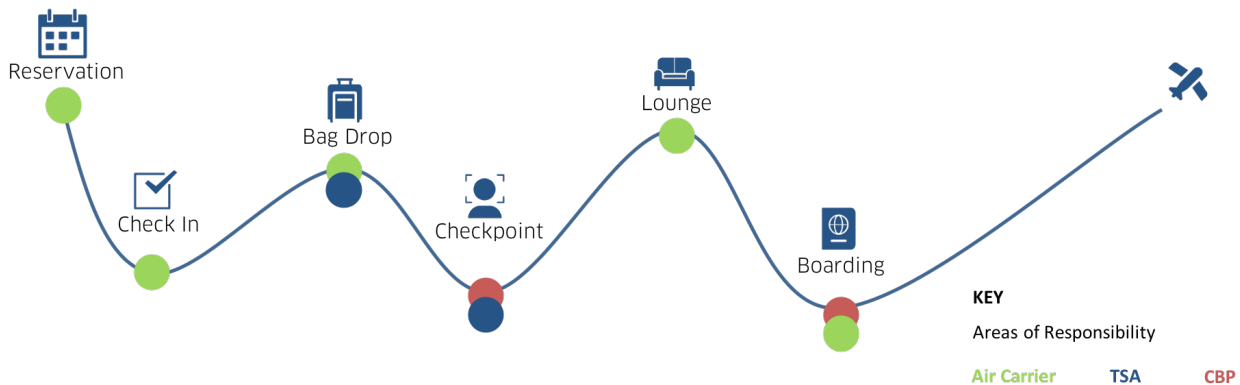 Reservation
Check In
Bag Drop
Checkpoint
Lounge
Boarding
KEY
Areas of Responsibility
Air Carrier TSA CBP